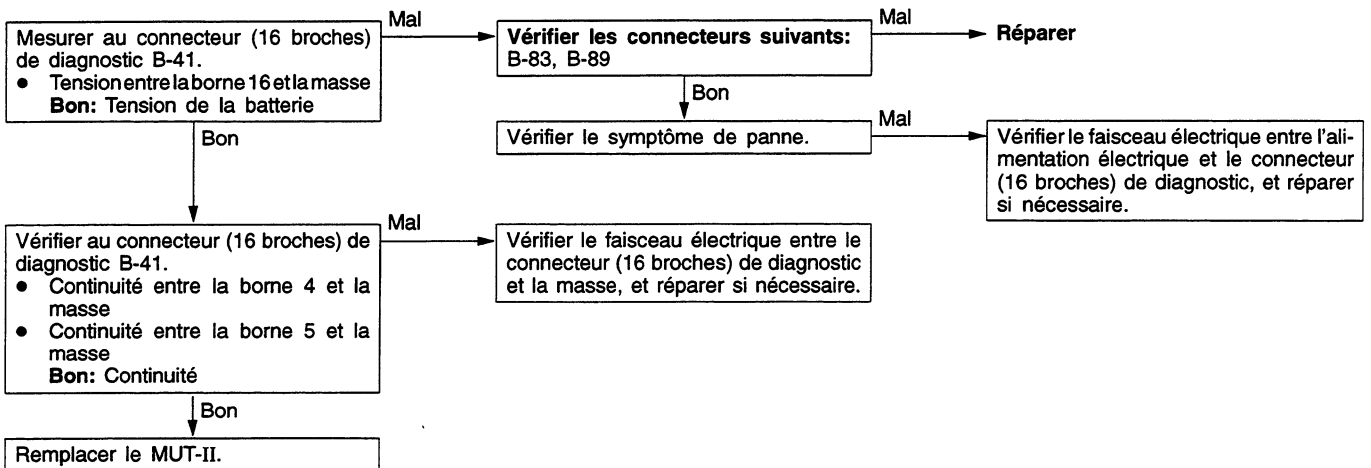 Mesurer au connecteur (16 broches)
de diagnostic B-41.
● Tension entre la borne 16 et la masse
Bon: Tension de la batterie
Mal
Vérifier les connecteurs suivants:
B-83, B-89
Mal
Réparer
Bon
Vérifier le symptôme de panne.
Mal
Vérifier le faisceau électrique entre l'ali-
mentation électrique et le connecteur
(16 broches) de diagnostic, et réparer
si nécessaire.
Bon
Vérifier au connecteur (16 broches) de
diagnostic B-41.
● Continuité entre la borne 4 et la
masse
● Continuité entre la borne 5 et la
masse
Bon: Continuité
Mal
Vérifier le faisceau électrique entre le
connecteur (16 broches) de diagnostic
et la masse, et réparer si nécessaire.
Bon
Remplacer le MUT-II.